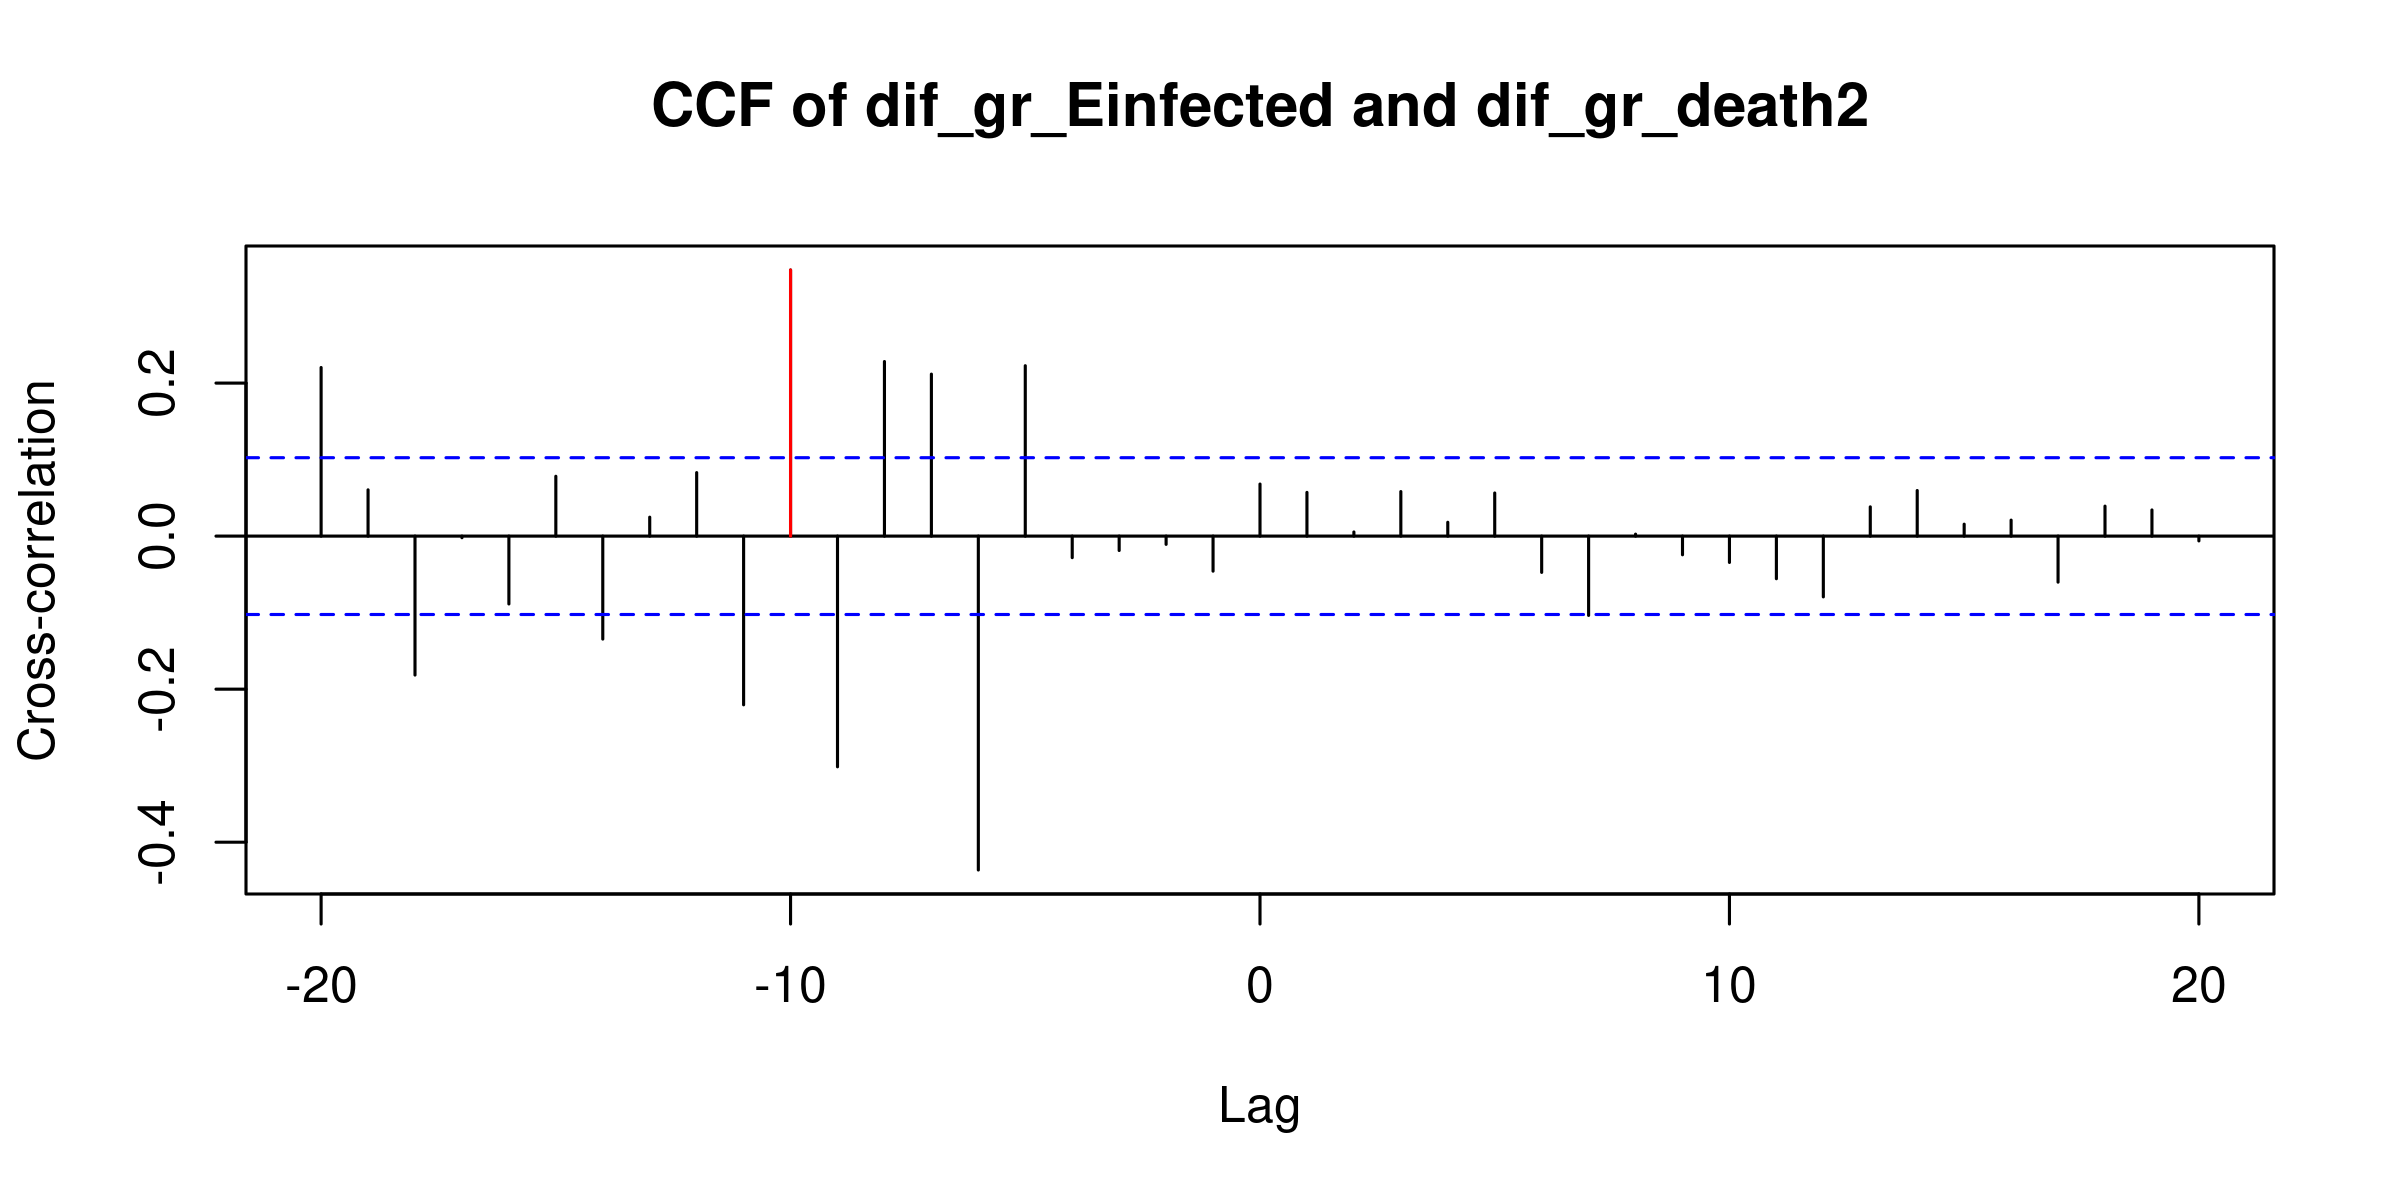 CCF of dif_gr_Einfected and dif_gr_death2
Cross-correlation
0.2
0.0
-0.2
-0.4
-20 -10 0 10 20
Lag